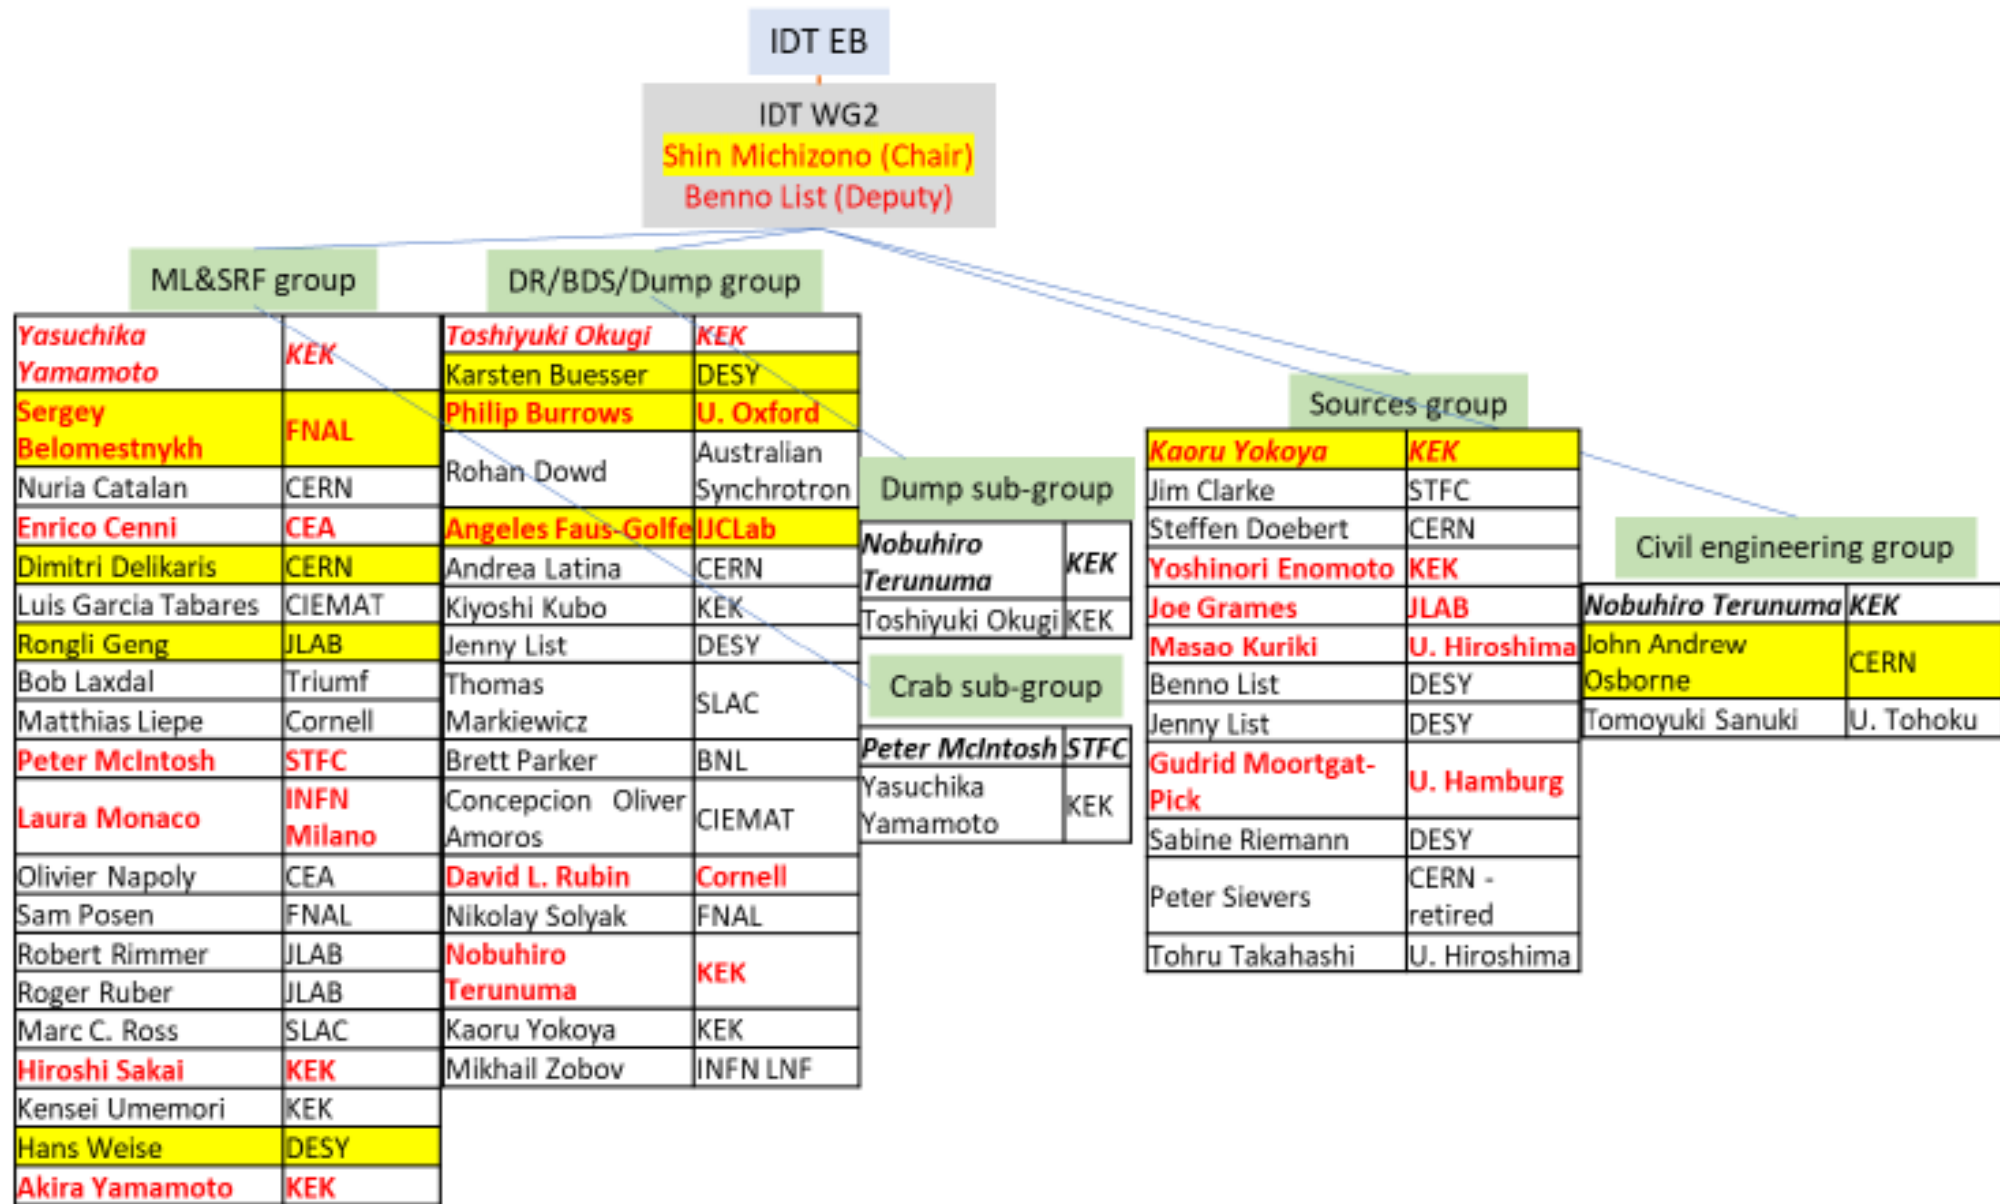 IDT EB
IDT WG2
Shin Michizono (Chair)
Benno List (Deputy)
ML&SRF group
Yasuchika
Yamamoto KEK
Sergey
Belomestnykh FNAL
Nuria Catalan CERN
Enrico Cenni CEA
Dimitri Delikaris CERN
Luis Garcia Tabares CIEMAT
Rongli Geng JLAB
Bob Laxdal Triumf
Matthias Liepe Cornell
Peter McIntosh STFC
Laura Monaco INFN
Milano
Olivier Napoly CEA
Sam Posen FNAL
Robert Rimmer JLAB
Roger Ruber JLAB
Marc C. Ross SLAC
Hiroshi Sakai KEK
Kensei Umemori KEK
Hans Weise DESY
Akira Yamamoto KEK
DR/BDS/Dump group
Toshiyuki Okugi KEK
Karsten Buesser DESY
Philip Burrows U. Oxford
Rohan Dowd Australian
Synchrotron
Angeles Faus-Golfe IJCLab
Andrea Latina CERN
Kiyoshi Kubo KEK
Jenny List DESY
Thomas
Markiewicz SLAC
Brett Parker BNL
Concepcion Oliver
Amoros CIEMAT
David L. Rubin Cornell
Nikolay Solyak FNAL
Nobuhiro
Terunuma KEK
Kaoru Yokoya KEK
Mikhail Zobov INFN LNF
Dump sub-group
Nobuhiro
Terunuma KEK
Toshiyuki Okugi KEK
Crab sub-group
Peter McIntosh STFC
Yasuchika
Yamamoto KEK
Sources group
Kaoru Yokoya KEK
Jim Clarke STFC
Steffen Doebert CERN
Yoshinori Enomoto KEK
Joe Grames JLAB
Masao Kuriki U. Hiroshima
Benno List DESY
Jenny List DESY
Gudrid Moortgat-
Pick U. Hamburg
Sabine Riemann DESY
Peter Sievers CERN -
retired
Tohru Takahashi U. Hiroshima
Civil engineering group
Nobuhiro Terunuma KEK
John Andrew
Osborne CERN
Tomoyuki Sanuki U. Tohoku